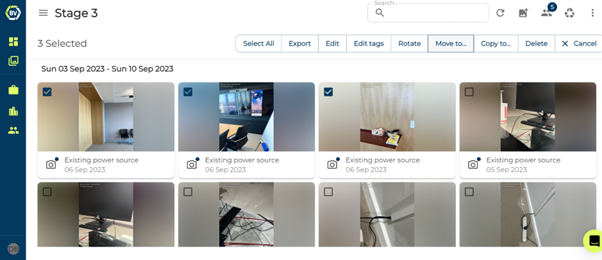 BV
Stage 3
Search
5
3 Selected
Select All Export Edit Edit tags Rotate Move to... Copy to... Delete Cancel
Sun 03 Sep 2023 - Sun 10 Sep 2023
Existing power source Existing power source Existing power source Existing power source
06 Sep 2023 06 Sep 2023 06 Sep 2023 05 Sep 2023